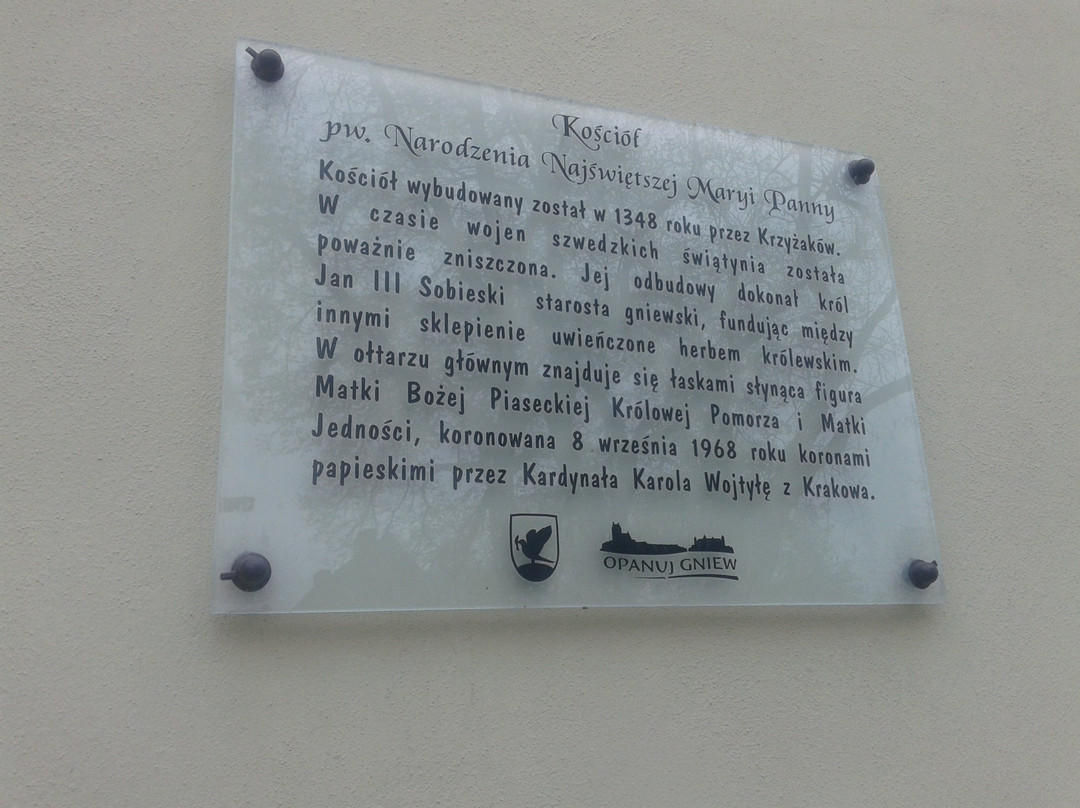 Kościół
pw. Narodzenia Najświętszej Maryi Panny
Kościół wybudowany został w 1348 roku przez Krzyżaków.
W czasie wojen szwedzkich świątynia została
poważnie zniszczona. Jej odbudowy dokonał król
Jan III Sobieski starosta gniewski, fundując między
innymi sklepienie uwieńczone herbem królewskim.
W ołtarzu głównym znajduje się łaskami słynąca figura
Matki Bożej Piaseckiej Królowej Pomorza i Matki
Jedności, koronowana 8 września 1968 roku koronami
papieskimi przez Kardynała Karola Wojtyłę z Krakowa.
OPANUJ GNIEW